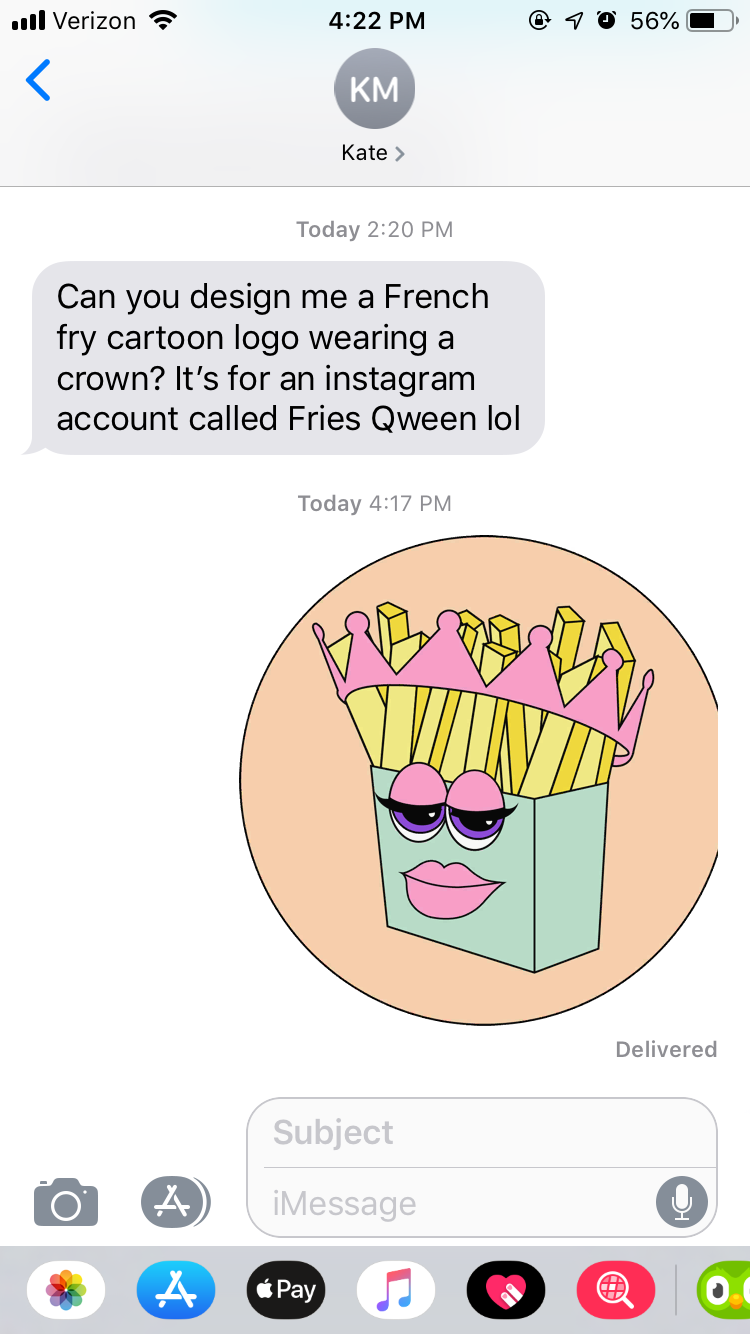 Verizon 4:22 PM 56%
KM
Kate
Today 2:20 PM
Can you design me a French
fry cartoon logo wearing a
crown? It’s for an instagram
account called Fries Qween lol
Today 4:17 PM
Delivered
Subject
iMessage
Pay